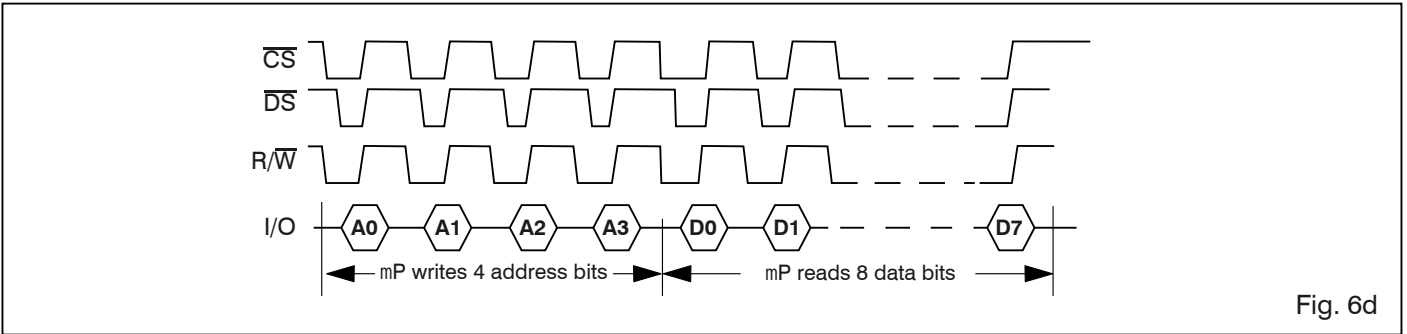 CS
DS
R/W
I/O A0 A1 A2 A3 D0 D1 D7
mP writes 4 address bits mP reads 8 data bits
Fig. 6d